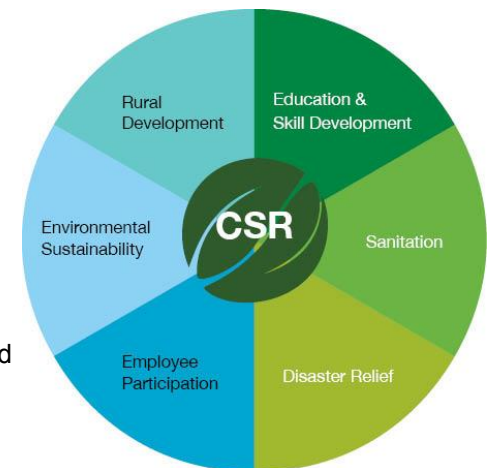 Rural
Development
Education &
Skill Development
Environmental
Sustainability
CSR
Sanitation
d
Employee
Participation
Disaster Relief